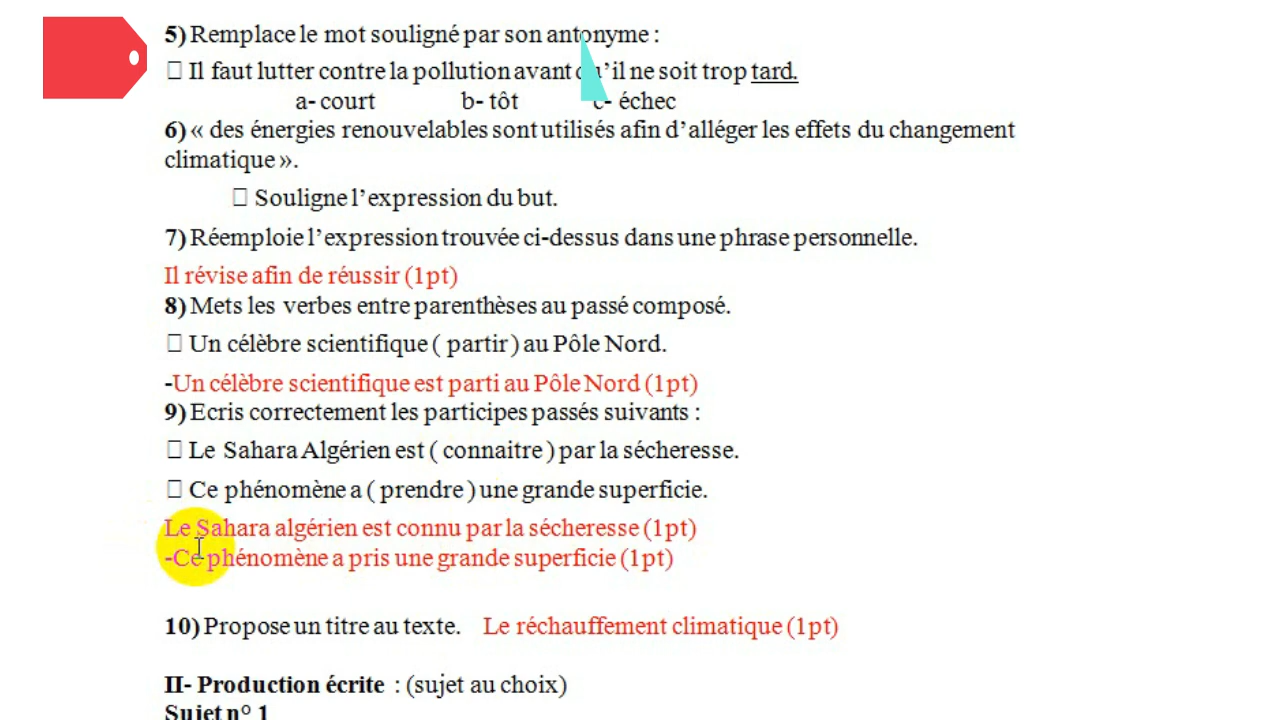 5) Remplace le mot souligné par son antonyme :
Il faut lutter contre la pollution avant qu'il ne soit trop tard.
a- court b- tôt c- échec
6) « des énergies renouvelables sont utilisés afin d'alléger les effets du changement
climatique ».
Souligne l'expression du but.
7) Réemploie l'expression trouvée ci-dessus dans une phrase personnelle.
Il révise afin de réussir (1pt)
8) Mets les verbes entre parenthèses au passé composé.
Un célèbre scientifique ( partir ) au Pôle Nord.
-Un célèbre scientifique est parti au Pôle Nord (1pt)
9) Ecris correctement les participes passés suivants :
Le Sahara Algérien est ( connaitre ) par la sécheresse.
Ce phénomène a ( prendre ) une grande superficie.
Le Sahara algérien est connu par la sécheresse (1pt)
-Ce phénomène a pris une grande superficie (1pt)
10) Propose un titre au texte. Le réchauffement climatique (1pt)
II- Production écrite : (sujet au choix)
Sujet n° 1